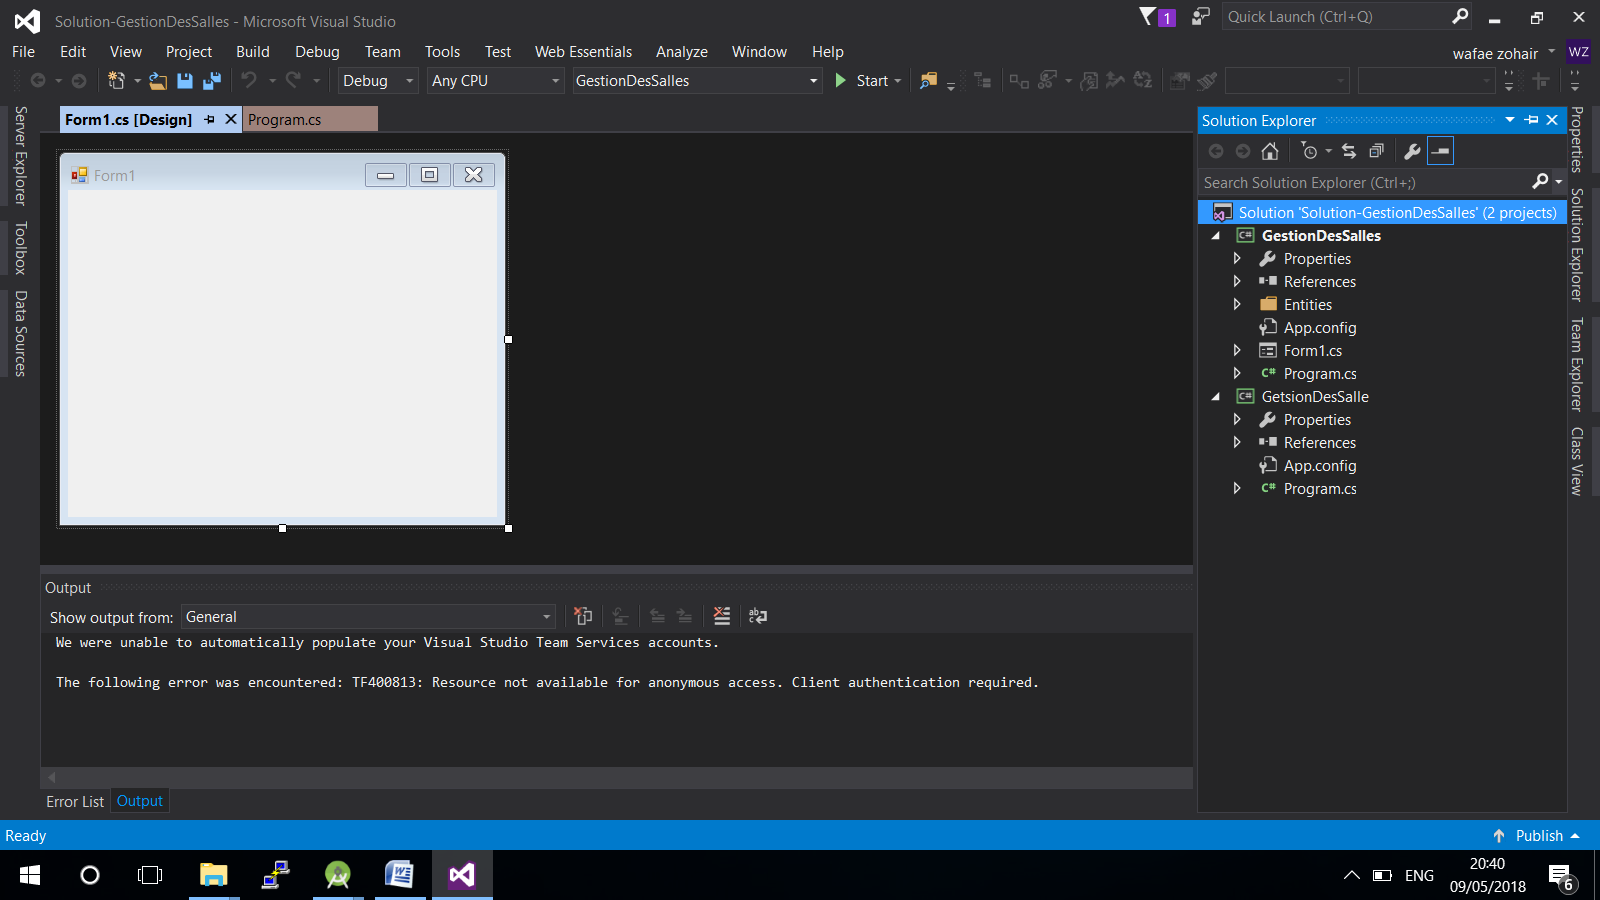 Solution-GestionDesSalles - Microsoft Visual Studio
1
Quick Launch (Ctrl+Q)
File Edit View Project Build Debug Team Tools Test Web Essentials Analyze Window Help
wafae zohair WZ
Debug Any CPU GestionDesSalles Start
Server Explorer
Toolbox
Data Sources
Form1.cs [Design] Program.cs
Form1
Solution Explorer
Search Solution Explorer (Ctrl+;)
Solution 'Solution-GestionDesSalles' (2 projects)
C# GestionDesSalles
Properties
References
Entities
App.config
Form1.cs
C# Program.cs
C# GetsionDesSalle
Properties
References
App.config
C# Program.cs
Properties
Solution Explorer
Team Explorer
Class View
Output
Show output from: General
We were unable to automatically populate your Visual Studio Team Services accounts.
The following error was encountered: TF400813: Resource not available for anonymous access. Client authentication required.
Error List Output
Ready
Publish
ENG
20:40
09/05/2018
6